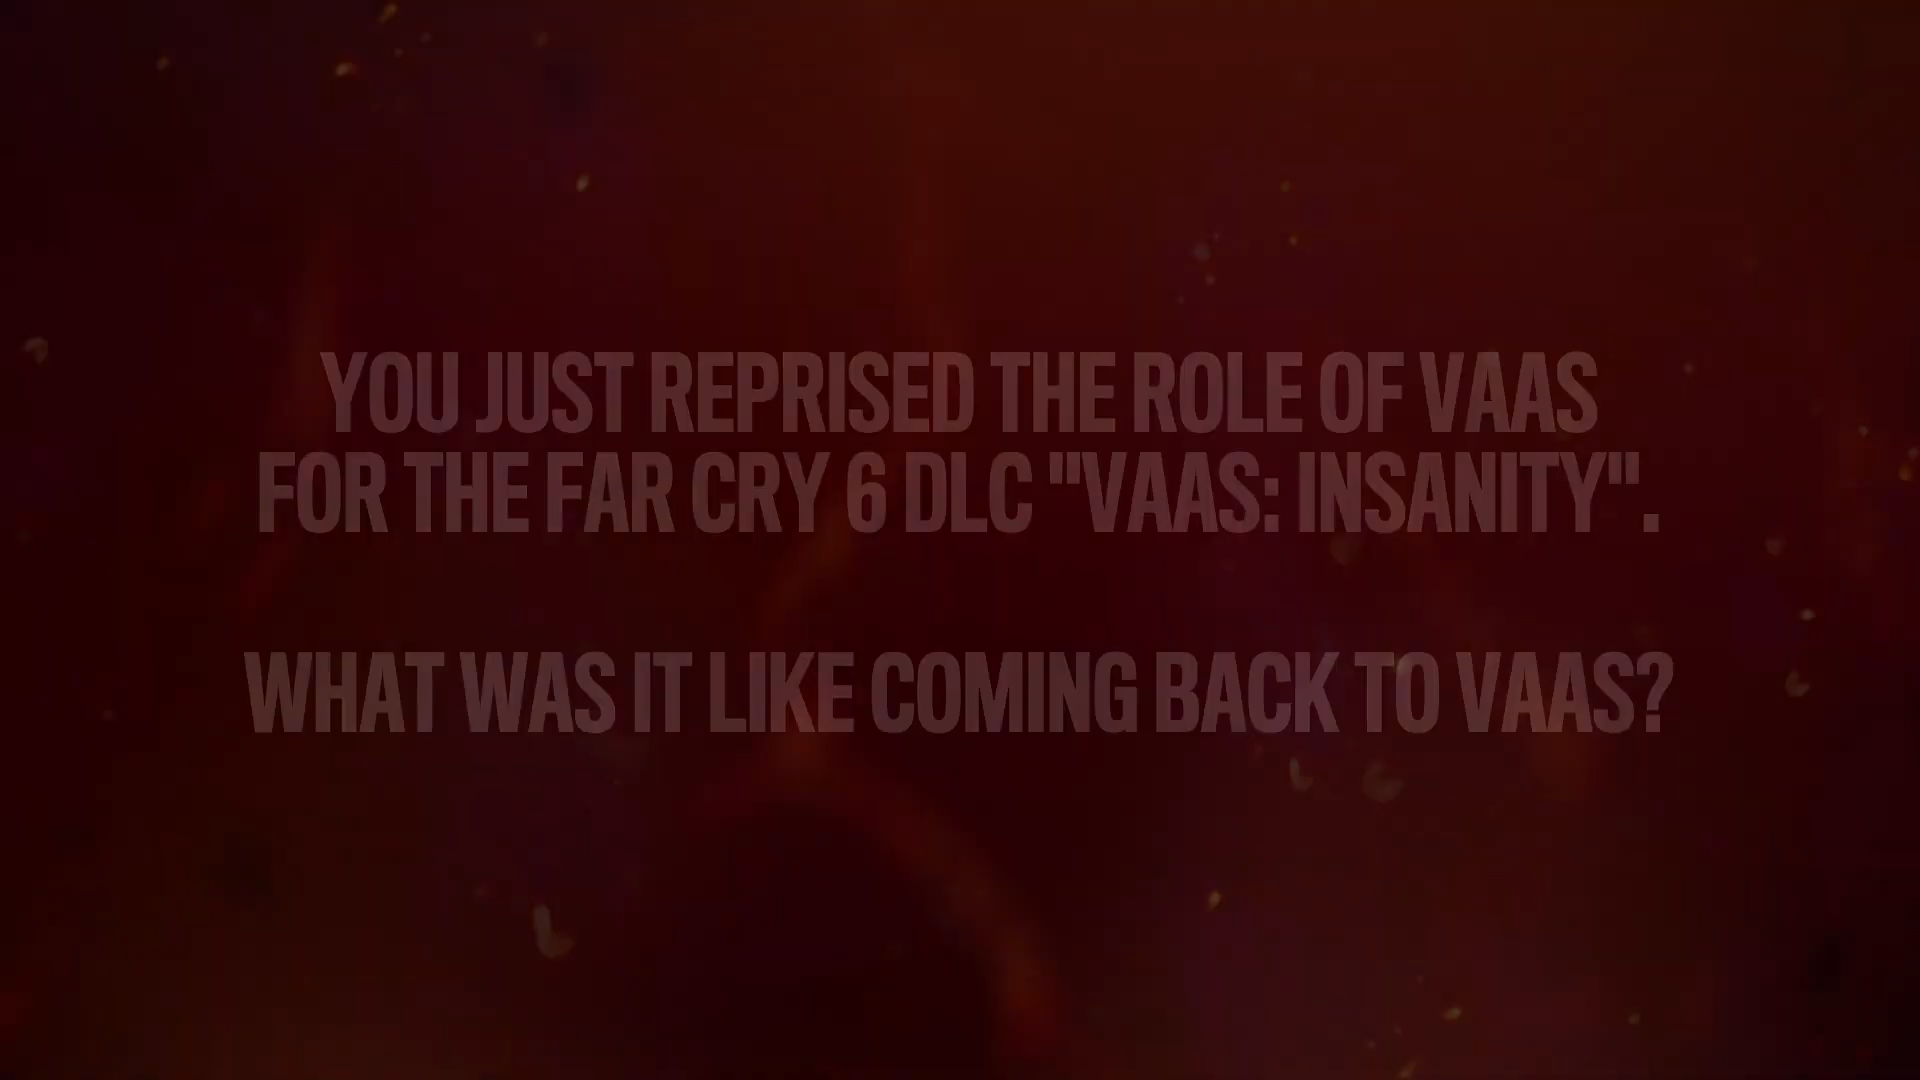 YOU JUST REPRISED THE ROLE OF VAAS
FOR THE FAR CRY 6 DLC "VAAS: INSANITY".
WHAT WAS IT LIKE COMING BACK TO VAAS?